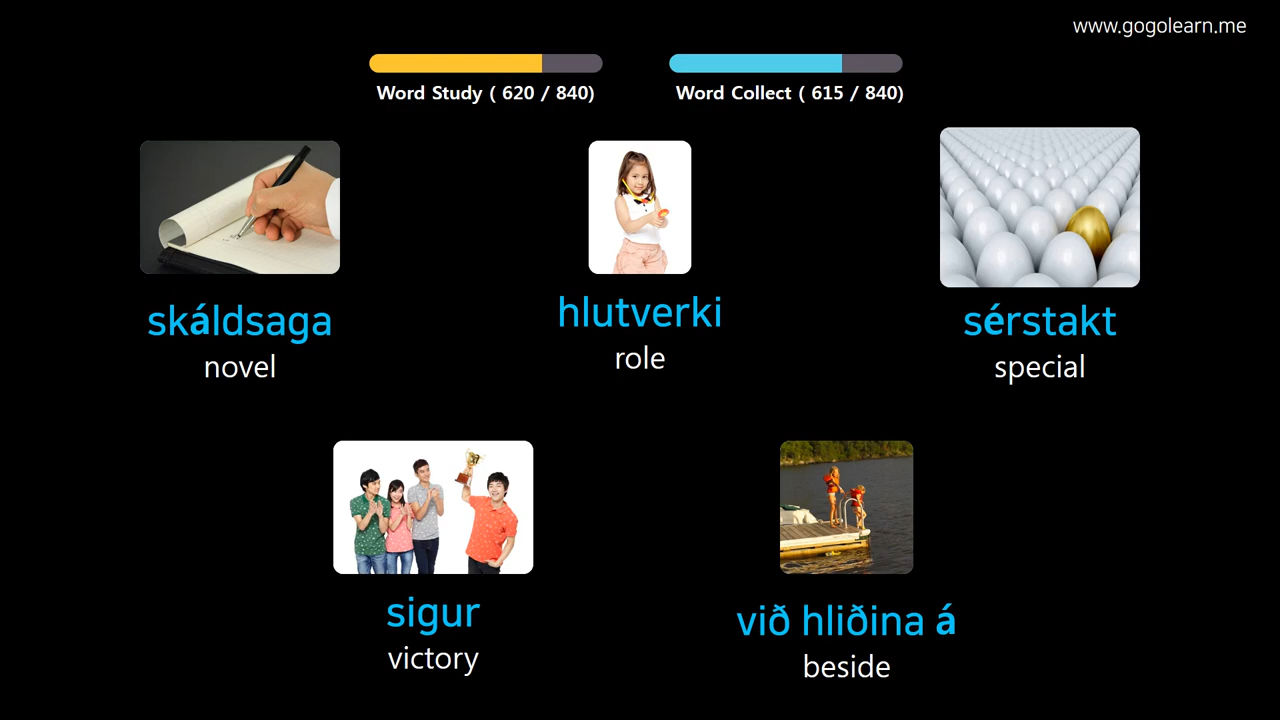 www.gogolearn.me
Word Study ( 620 / 840)
Word Collect ( 615 / 840)
skáldsaga
novel
hlutverki
role
sérstakt
special
sigur
victory
við hliðina á
beside